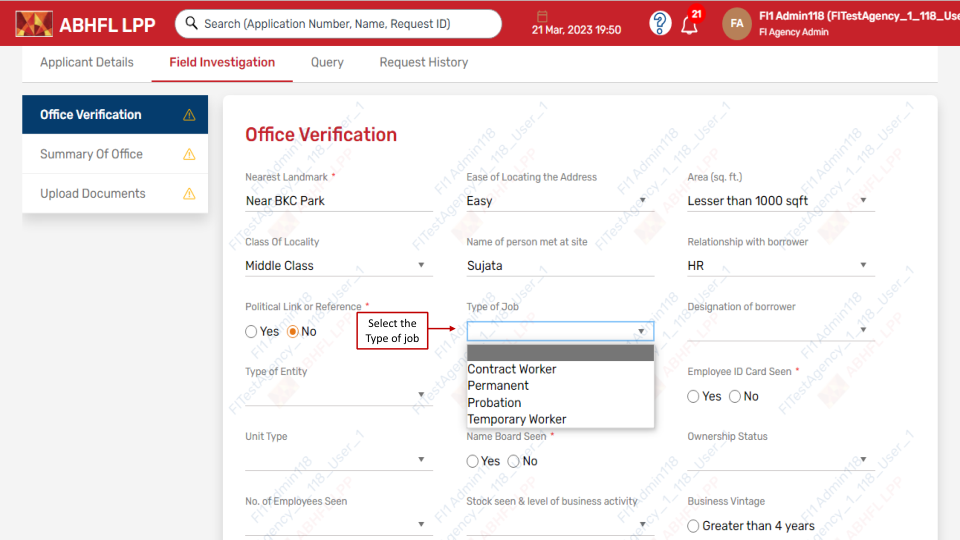 ABHFL LPP
Search (Application Number, Name, Request ID)
21 Mar, 2023 19:50
?
21
FA
FI1 Admin118 (FITestAgency_1_118_Use
FI Agency Admin
Applicant Details
Field Investigation
Query
Request History
Office Verification
Summary Of Office
Upload Documents
Office Verification
Nearest Landmark *
Ease of Locating the Address
Area (sq. ft.)
Near BKC Park
Easy
Lesser than 1000 sqft
Class Of Locality
Name of person met at site
Relationship with borrower
Middle Class
Sujata
HR
Political Link or Reference *
Type of Job
Designation of borrower
Yes No
Select the
Type of job
Contract Worker
Permanent
Probation
Temporary Worker
Type of Entity
Employee ID Card Seen *
Yes No
Unit Type
Name Board Seen *
Ownership Status
Yes No
No. of Employees Seen
Stock seen & level of business activity
Business Vintage
Greater than 4 years